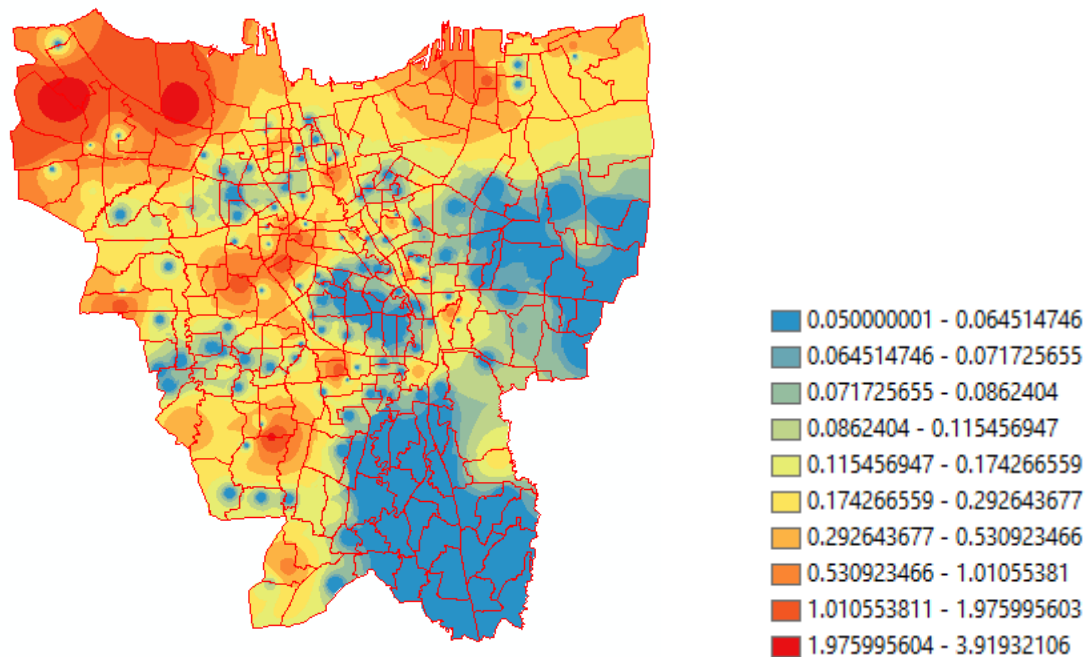 0.050000001 - 0.064514746
0.064514746 - 0.071725655
0.071725655 - 0.0862404
0.0862404 - 0.115456947
0.115456947 - 0.174266559
0.174266559 - 0.292643677
0.292643677 - 0.530923466
0.530923466 - 1.01055381
1.010553811 - 1.975995603
1.975995604 - 3.91932106